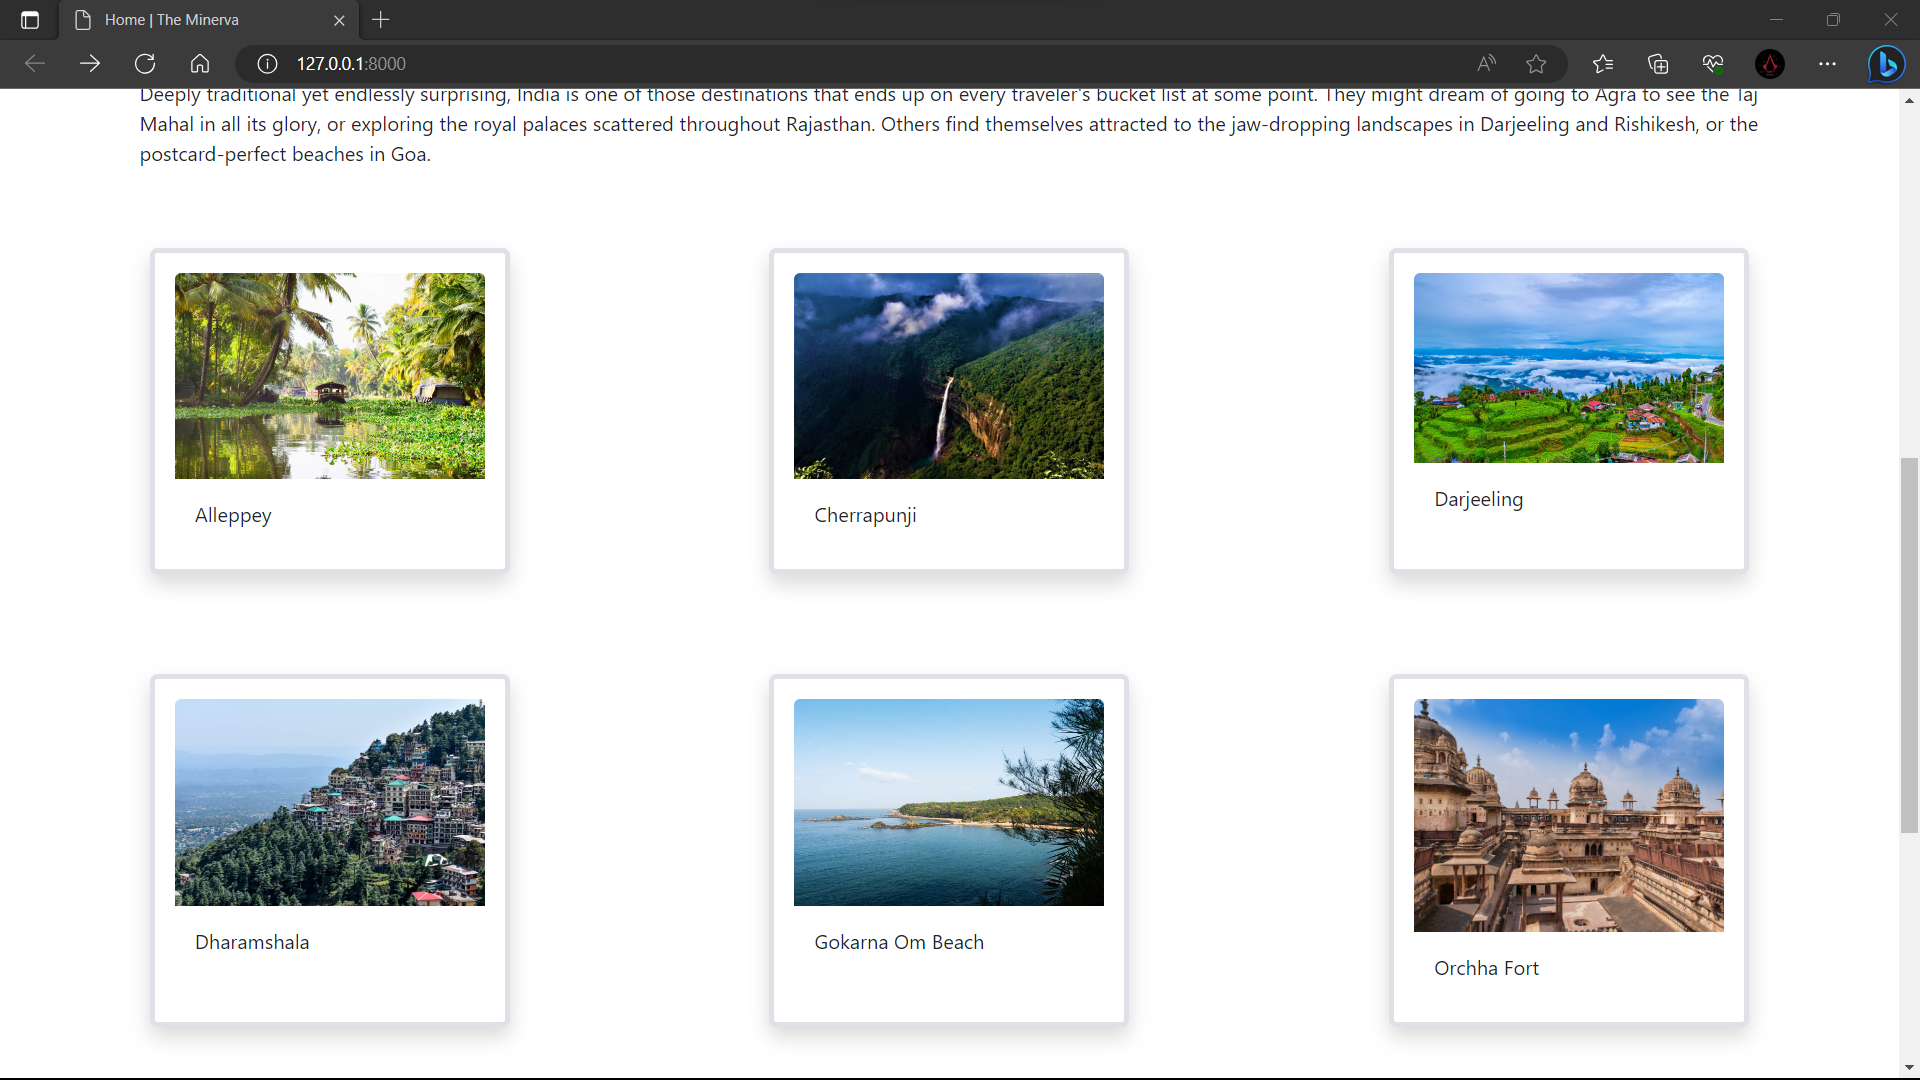 Home | The Minerva
127.0.0.1:8000
Deeply traditional yet endlessly surprising, India is one of those destinations that ends up on every traveler's bucket list at some point. They might dream of going to Agra to see the Taj
Mahal in all its glory, or exploring the royal palaces scattered throughout Rajasthan. Others find themselves attracted to the jaw-dropping landscapes in Darjeeling and Rishikesh, or the
postcard-perfect beaches in Goa.
Alleppey
Cherrapunji
Darjeeling
Dharamshala
Gokarna Om Beach
Orchha Fort